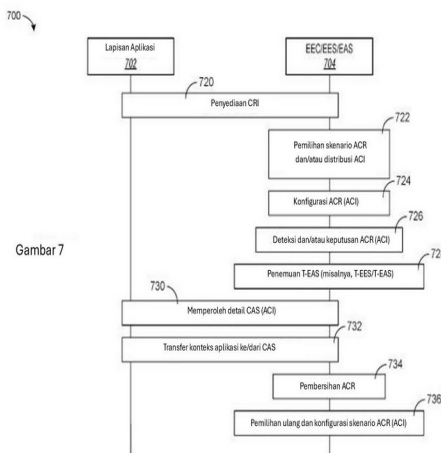 700
Lapisan Aplikasi
702
EEC/EES/EAS
704
720
Penyediaan CRI
722
Pemilihan skenario ACR
dan/atau distribusi ACI
724
Konfigurasi ACR (ACI)
726
Deteksi dan/atau keputusan ACR (ACI)
Gambar 7
728
Penemuan T-EAS (misalnya, T-EES/T-EAS)
730
Memperoleh detail CAS (ACI)
732
Transfer konteks aplikasi ke/dari CAS
734
Pembersihan ACR
736
Pemilihan ulang dan konfigurasi skenario ACR (ACI)